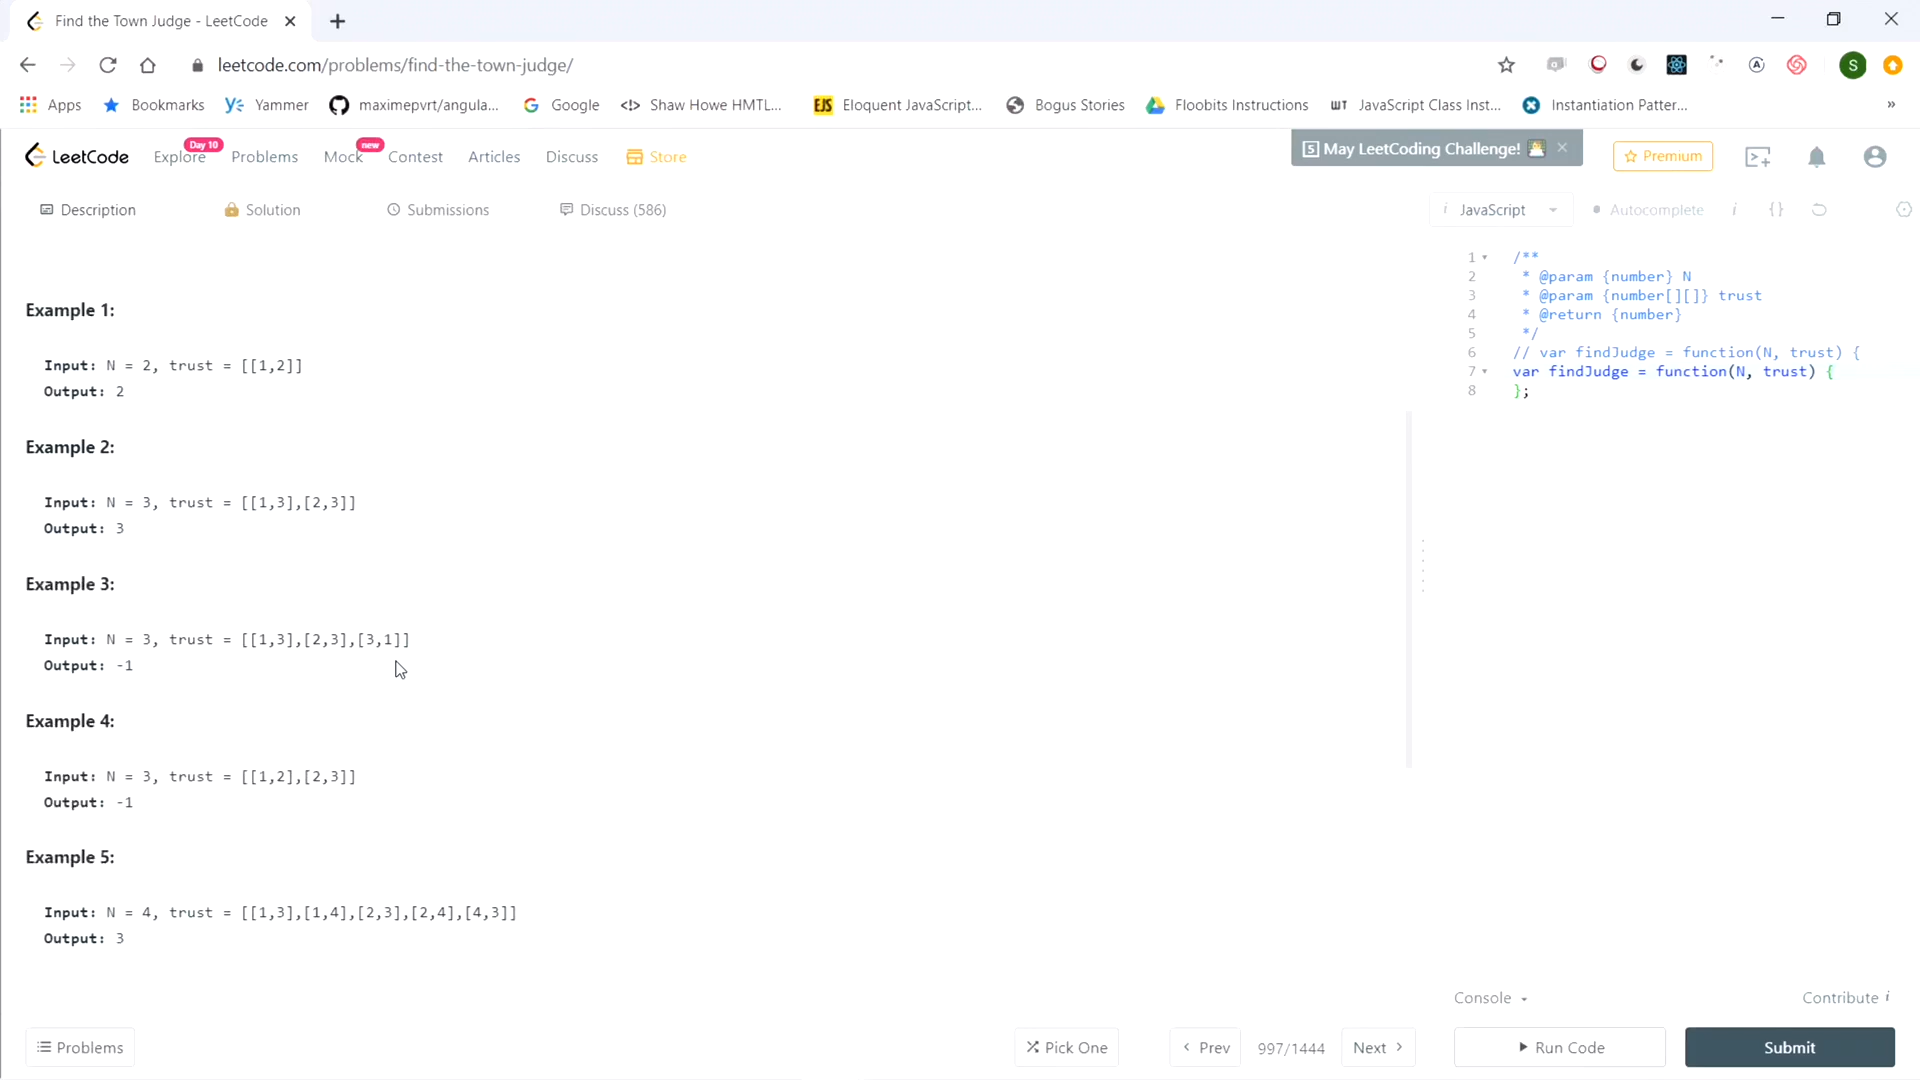 Find the Town Judge - LeetCode
leetcode.com/problems/find-the-town-judge/
S
Apps Bookmarks Yammer maximepvrt/angula... Google Shaw Howe HMTL... EJS Eloquent JavaScript... Bogus Stories Floobits Instructions WT JavaScript Class Inst... Instantiation Patter... »
LeetCode Explore Day 10 Problems Mock new Contest Articles Discuss Store
5 May LeetCoding Challenge! Premium
Description Solution Submissions Discuss (586)
i JavaScript Autocomplete i {}
Example 1:
Input: N = 2, trust = [[1,2]]
Output: 2
Example 2:
Input: N = 3, trust = [[1,3],[2,3]]
Output: 3
Example 3:
Input: N = 3, trust = [[1,3],[2,3],[3,1]]
Output: -1
Example 4:
Input: N = 3, trust = [[1,2],[2,3]]
Output: -1
Example 5:
Input: N = 4, trust = [[1,3],[1,4],[2,3],[2,4],[4,3]]
Output: 3
1 /**
2 * @param {number} N
3 * @param {number[][]} trust
4 * @return {number}
5 */
6 // var findJudge = function(N, trust) {
7 var findJudge = function(N, trust) {
8 };
Console Contribute i
Problems Pick One Prev 997/1444 Next Run Code Submit